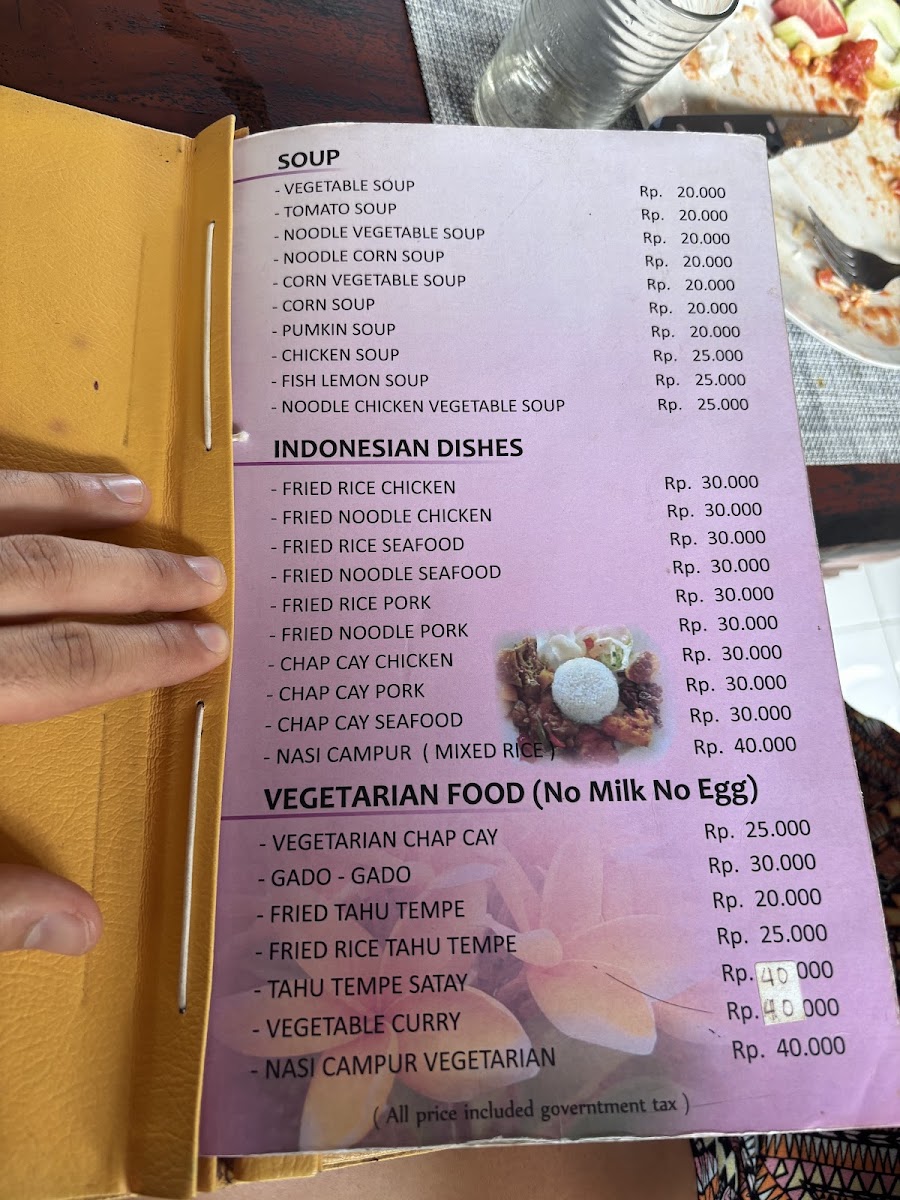 SOUP
- VEGETABLE SOUP Rp. 20.000
- TOMATO SOUP Rp. 20.000
- NOODLE VEGETABLE SOUP Rp. 20.000
- NOODLE CORN SOUP Rp. 20.000
- CORN VEGETABLE SOUP Rp. 20.000
- CORN SOUP Rp. 20.000
- PUMKIN SOUP Rp. 20.000
- CHICKEN SOUP Rp. 25.000
- FISH LEMON SOUP Rp. 25.000
- NOODLE CHICKEN VEGETABLE SOUP Rp. 25.000
INDONESIAN DISHES
- FRIED RICE CHICKEN Rp. 30.000
- FRIED NOODLE CHICKEN Rp. 30.000
- FRIED RICE SEAFOOD Rp. 30.000
- FRIED NOODLE SEAFOOD Rp. 30.000
- FRIED RICE PORK Rp. 30.000
- FRIED NOODLE PORK Rp. 30.000
- CHAP CAY CHICKEN Rp. 30.000
- CHAP CAY PORK Rp. 30.000
- CHAP CAY SEAFOOD Rp. 30.000
- NASI CAMPUR ( MIXED RICE ) Rp. 40.000
VEGETARIAN FOOD (No Milk No Egg)
- VEGETARIAN CHAP CAY Rp. 25.000
- GADO - GADO Rp. 30.000
- FRIED TAHU TEMPE Rp. 20.000
- FRIED RICE TAHU TEMPE Rp. 25.000
- TAHU TEMPE SATAY Rp. 40 000
- VEGETABLE CURRY Rp. 40 000
- NASI CAMPUR VEGETARIAN Rp. 40.000
( All price included governtment tax )